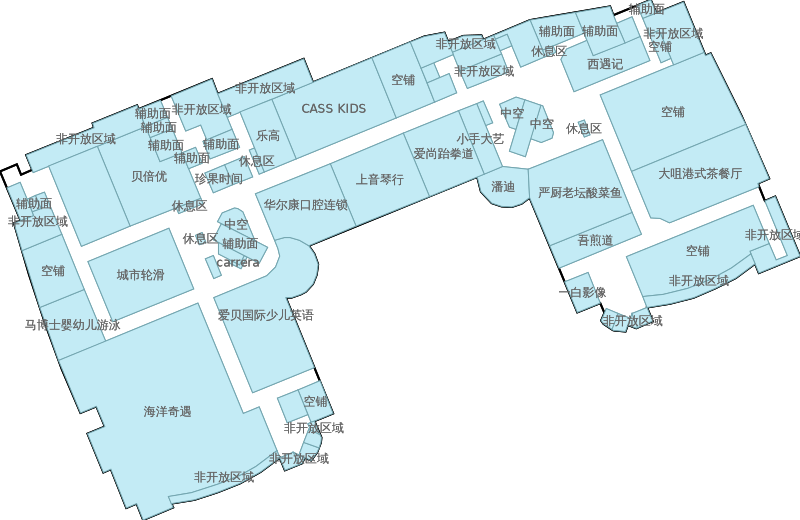 辅助面
非开放区域
空铺
辅助面
辅助面
休息区
西遇记
非开放区域
非开放区域
空铺
CASS KIDS
非开放区域
非开放区域
辅助面
辅助面
辅助面
辅助面
辅助面
非开放区域
乐高
休息区
贝倍优
珍果时间
休息区
中空
中空
休息区
小手大艺
爱尚跆拳道
上音琴行
华尔康口腔连锁
潘迪
空铺
大咀港式茶餐厅
严厨老坛酸菜鱼
吾煎道
一白影像
空铺
非开放区域
非开放区域
非开放区域
辅助面
非开放区域
空铺
马博士婴幼儿游泳
城市轮滑
休息区
中空
辅助面
carrera
爱贝国际少儿英语
海洋奇遇
空铺
非开放区域
非开放区域
非开放区域